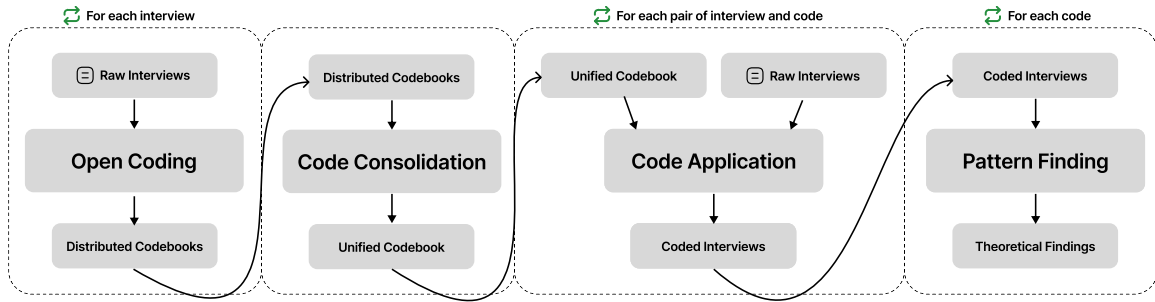 For each interview
Raw Interviews
Open Coding
Distributed Codebooks
Distributed Codebooks
Code Consolidation
Unified Codebook
For each pair of interview and code
Unified Codebook
Raw Interviews
Code Application
Coded Interviews
For each code
Coded Interviews
Pattern Finding
Theoretical Findings